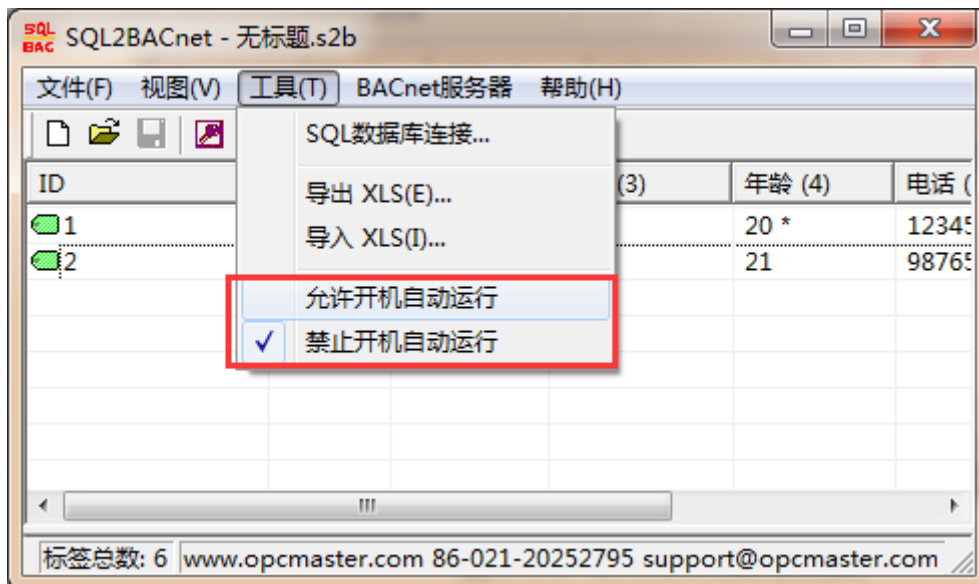 SQL
BAC
SQL2BACnet - 无标题.s2b
文件(F) 视图(V) 工具(T) BACnet服务器 帮助(H)
SQL数据库连接...
ID (3) 年龄 (4) 电话 (
导出 XLS(E)...
1 20 * 12345
导入 XLS(I)...
2 21 98765
允许开机自动运行
✓ 禁止开机自动运行
标签总数: 6 www.opcmaster.com 86-021-20252795 support@opcmaster.com